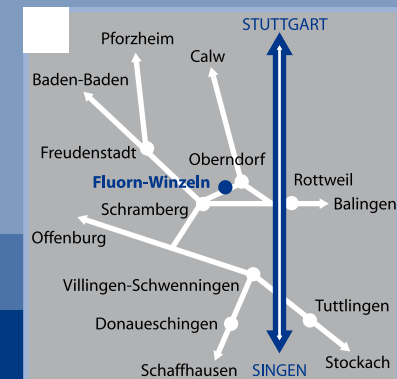 STUTTGART
Pforzheim
Calw
Baden-Baden
Freudenstadt
Oberndorf
Fluorn-Winzeln
Rottweil
Schramberg
Balingen
Offenburg
Villingen-Schwenningen
Tuttlingen
Donaueschingen
Stockach
Schaffhausen
SINGEN